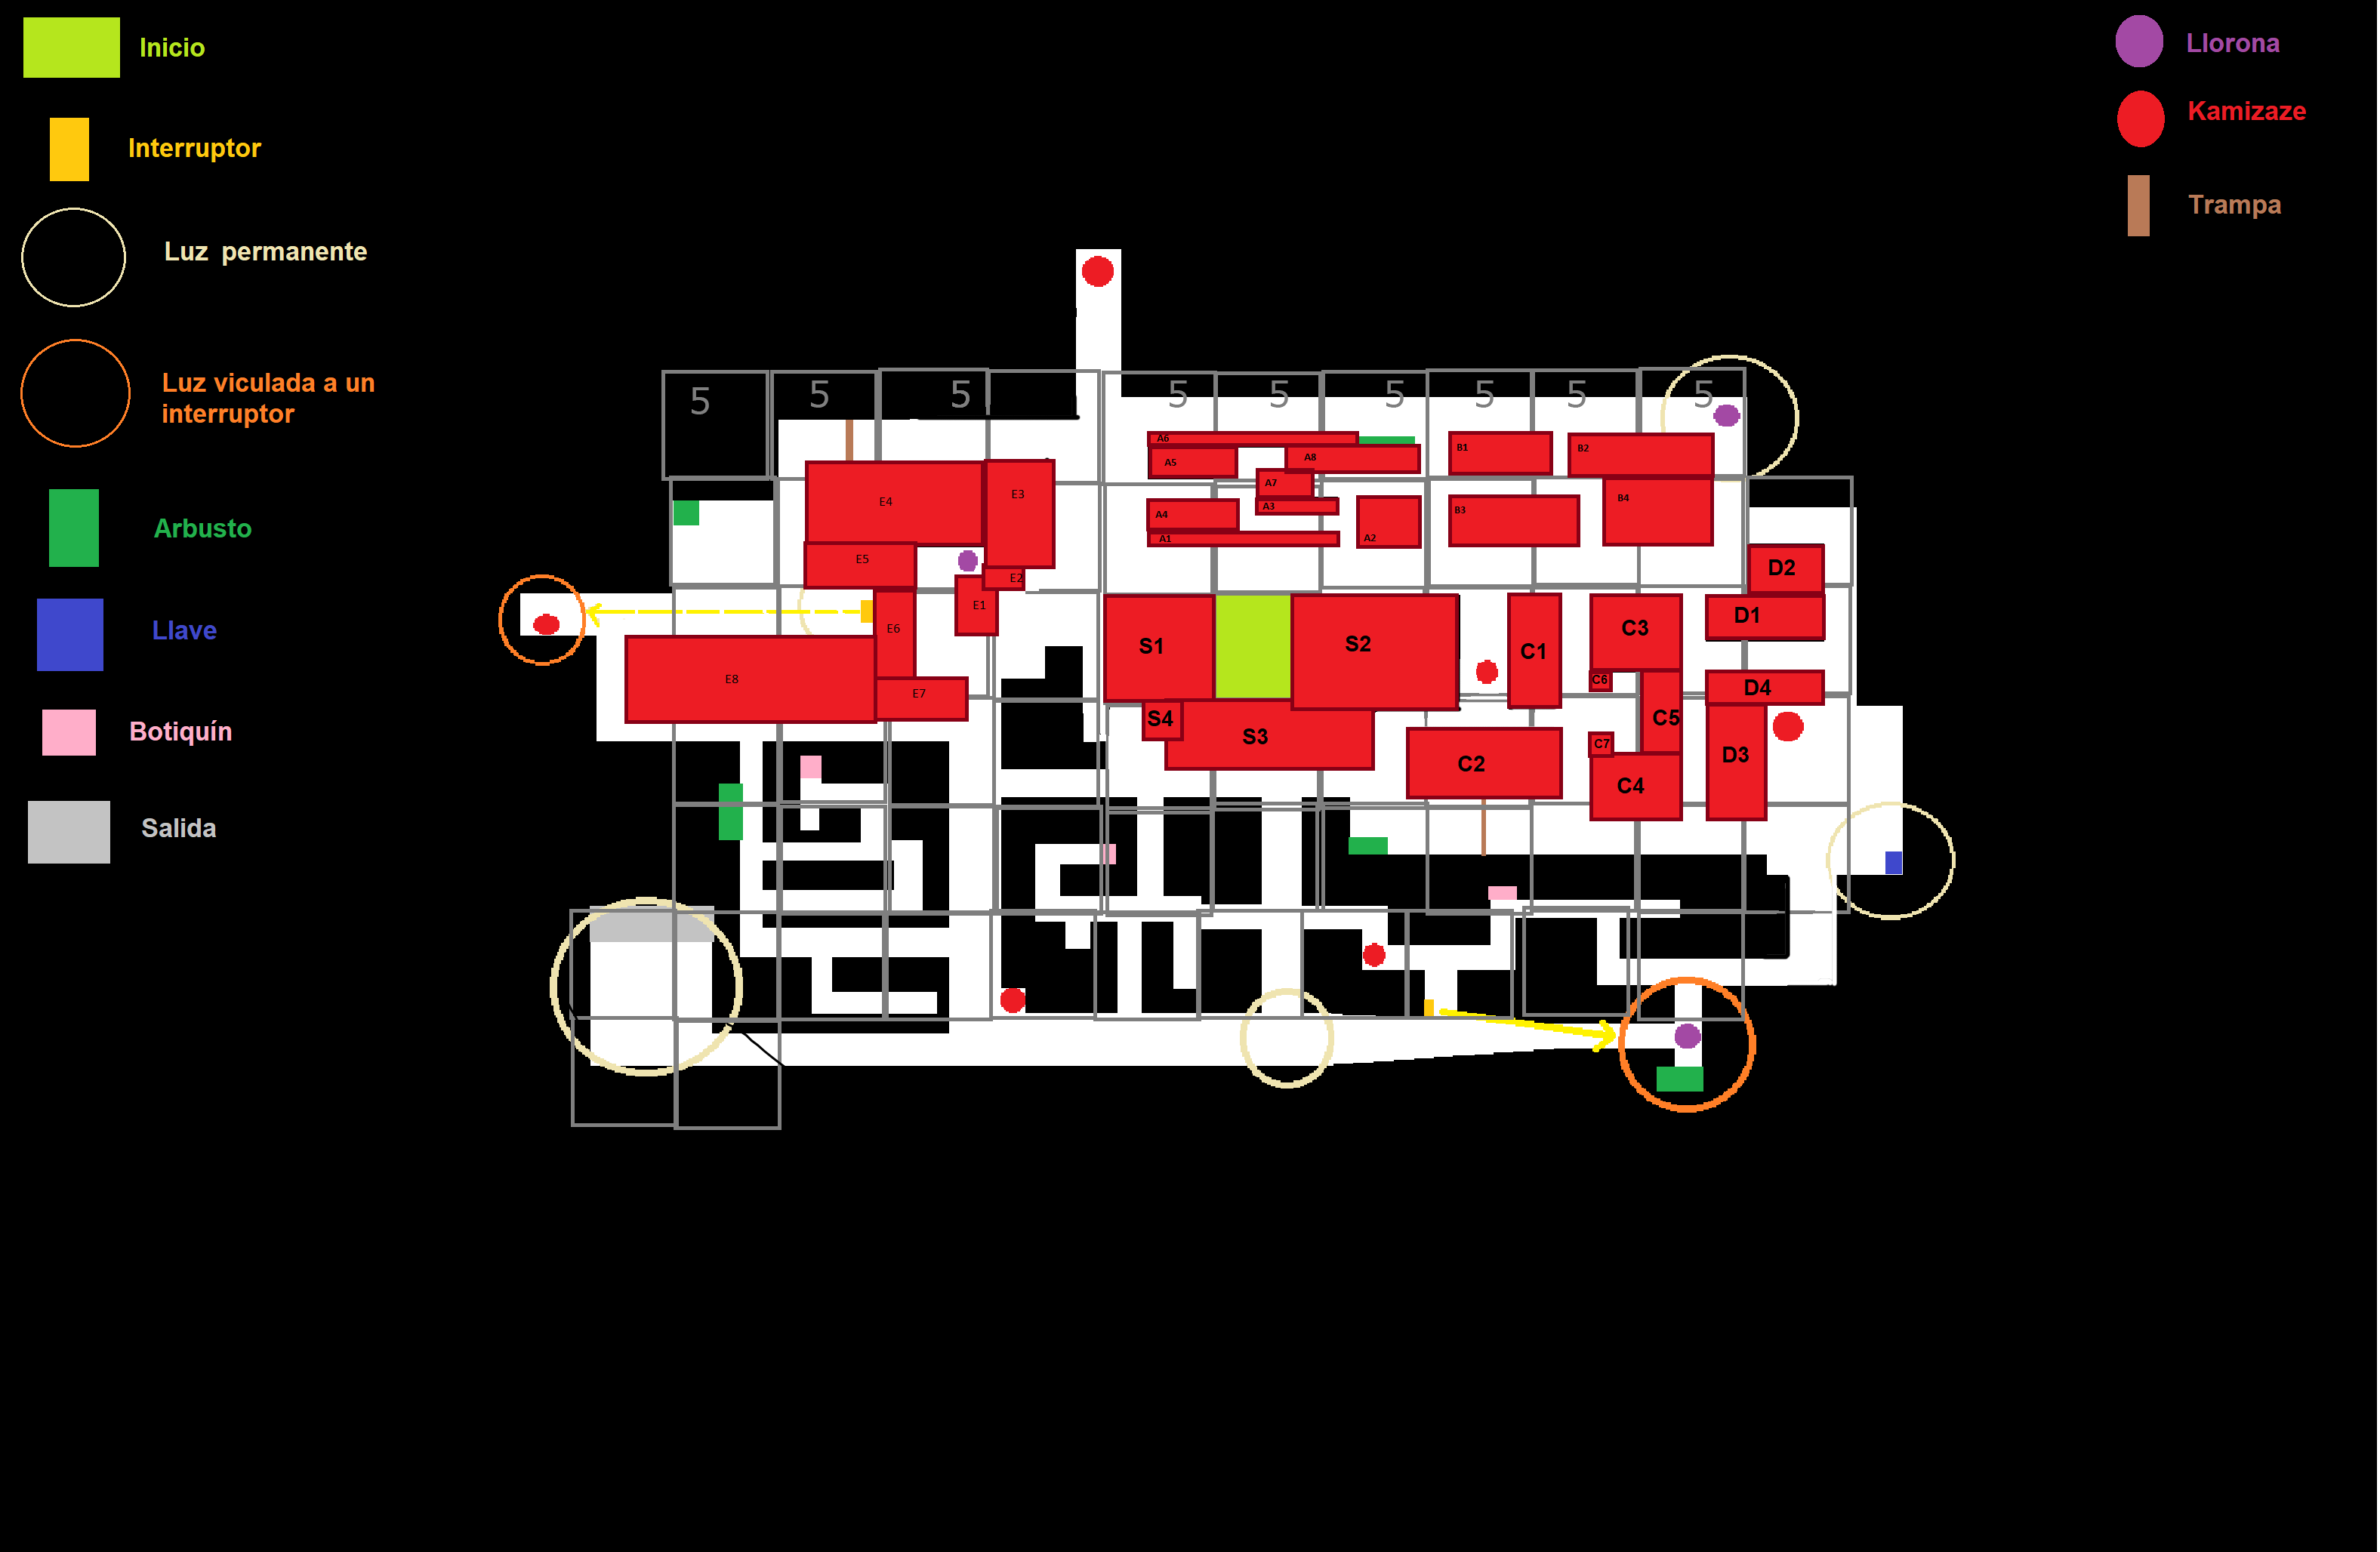 Inicio
Interruptor
Luz permanente
Luz viculada a un
interruptor
Arbusto
Llave
Botiquín
Salida
Llorona
Kamizaze
Trampa
5 5 5 5 5 5 5 5 5
A6
A5
A8
A7
A4
A3
A1
A2
B1
B2
B3
B4
E4
E3
E5
E2
E1
E6
E8
E7
S1
S2
S4
S3
C1
C3
C6
C5
C2
C7
C4
D2
D1
D4
D3